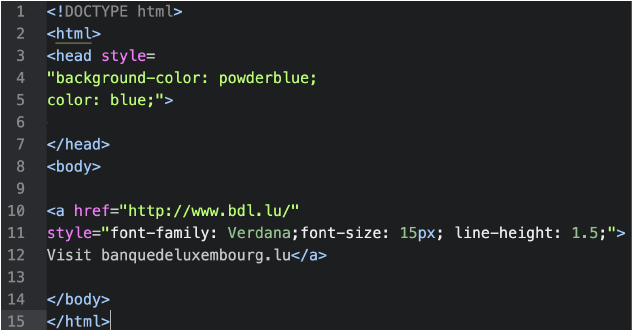 1 <!DOCTYPE html>
2 <html>
3 <head style=
4 "background-color: powderblue;
5 color: blue;">
6
7 </head>
8 <body>
9
10 <a href="http://www.bdl.lu/"
11 style="font-family: Verdana;font-size: 15px; line-height: 1.5;">
12 Visit banquedeluxembourg.lu</a>
13
14 </body>
15 </html>